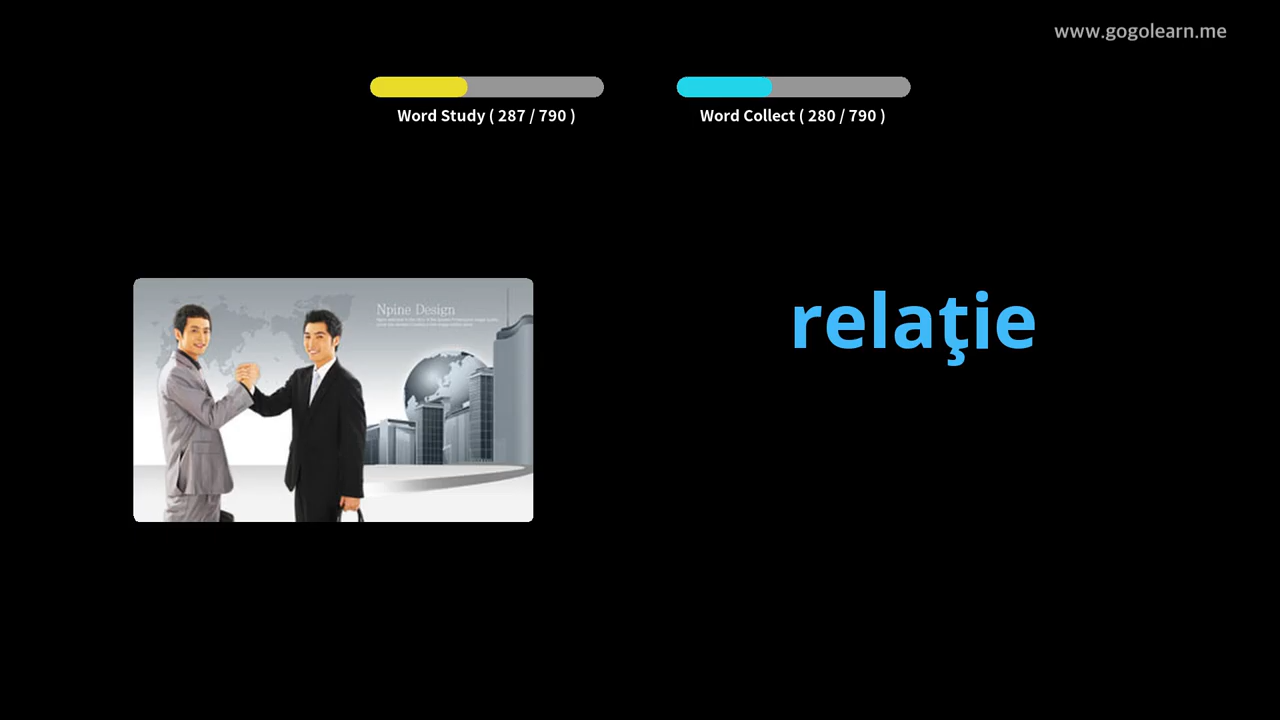 www.gogolearn.me
Word Study ( 287 / 790 )
Word Collect ( 280 / 790 )
Npine Design
relaţie